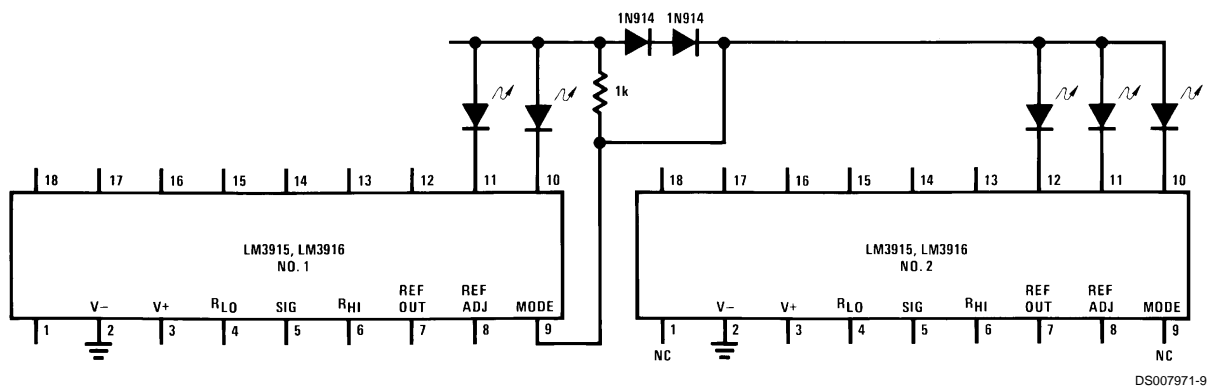 1N914 1N914
1k
18 17 16 15 14 13 12 11 10
18 17 16 15 14 13 12 11 10
LM3915, LM3916
NO. 1
LM3915, LM3916
NO. 2
V− V+ RLO SIG RHI REF OUT REF ADJ MODE
V− V+ RLO SIG RHI REF OUT REF ADJ MODE
1 2 3 4 5 6 7 8 9
1 2 3 4 5 6 7 8 9
NC NC
DS007971-9